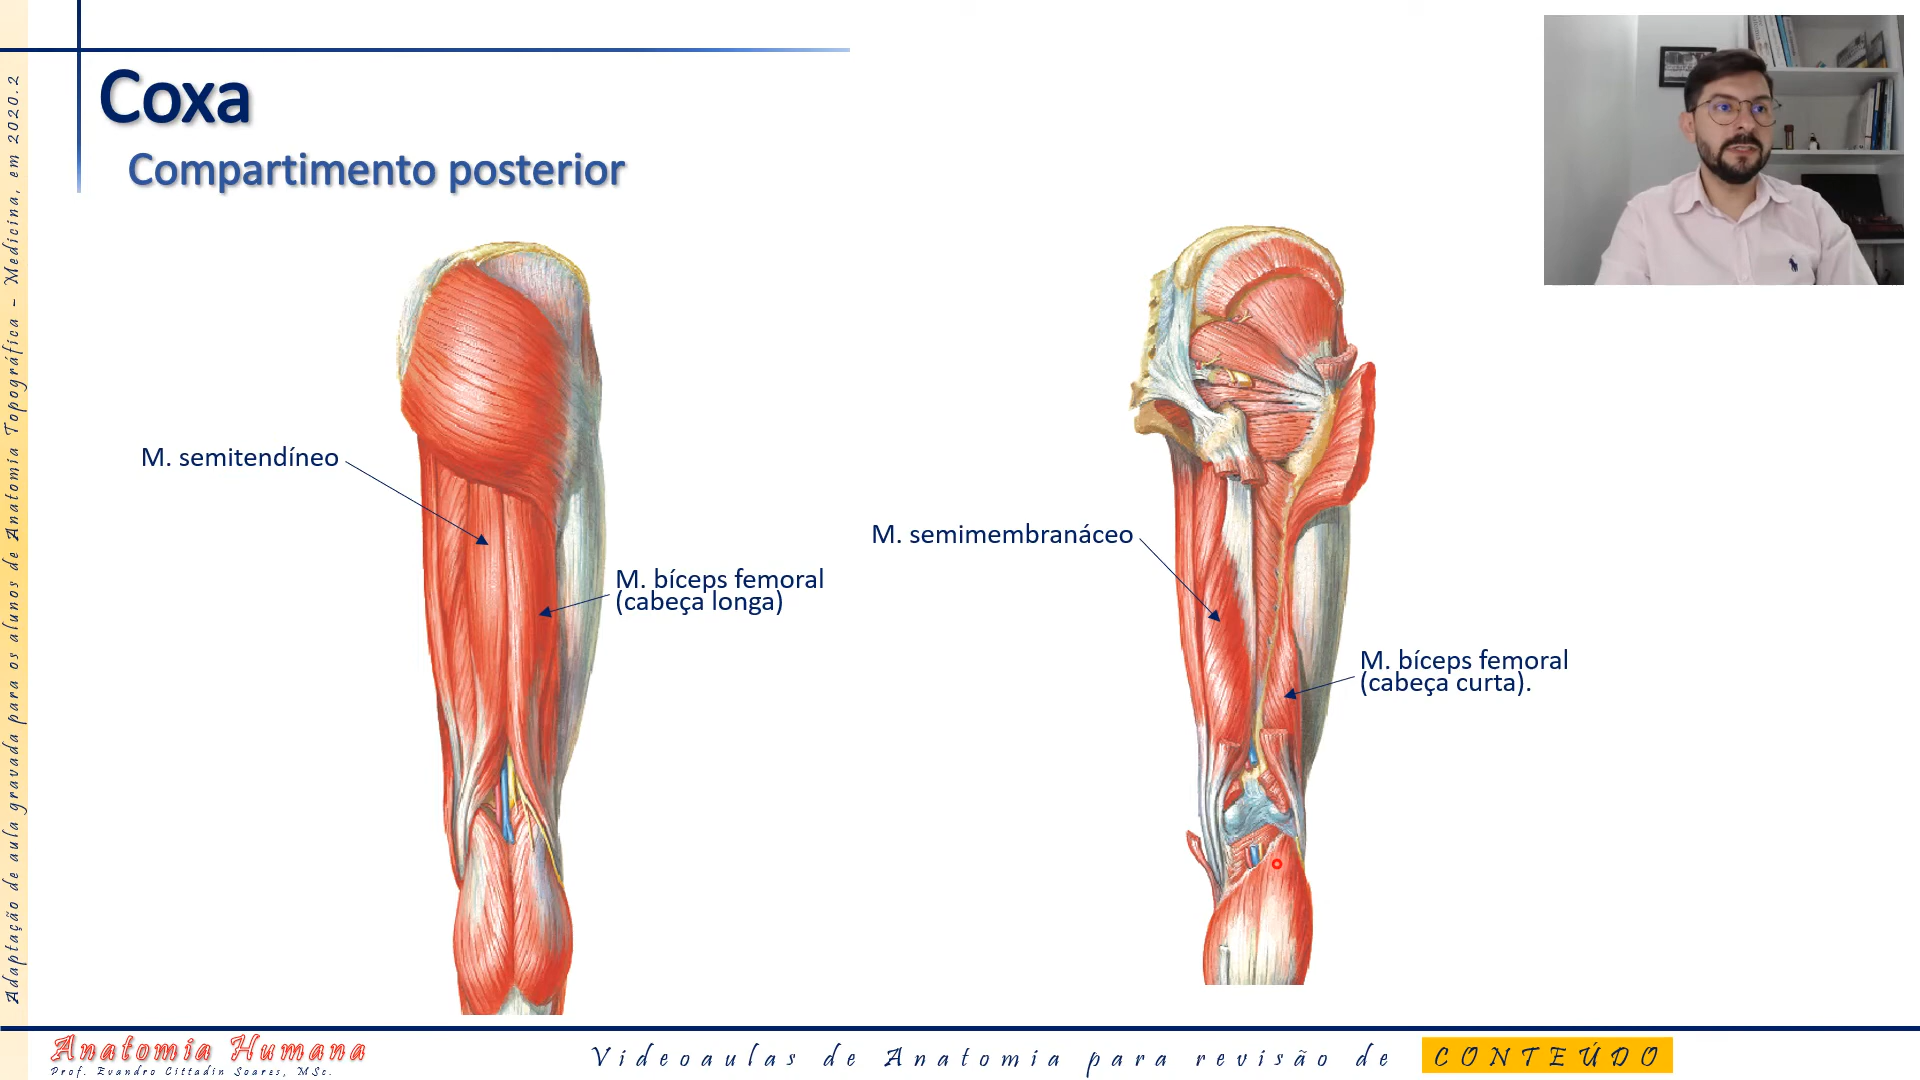 Coxa
Compartimento posterior
M. semitendíneo
M. bíceps femoral
(cabeça longa)
M. semimembranáceo
M. bíceps femoral
(cabeça curta).
Adaptação de aula gravada para os alunos de Anatomia Topográfica – Medicina, em 2020.2
Anatomia Humana
Prof. Evandro Cittadin Soares, MSc.
Videoaulas de Anatomia para revisão de CONTEÚDO